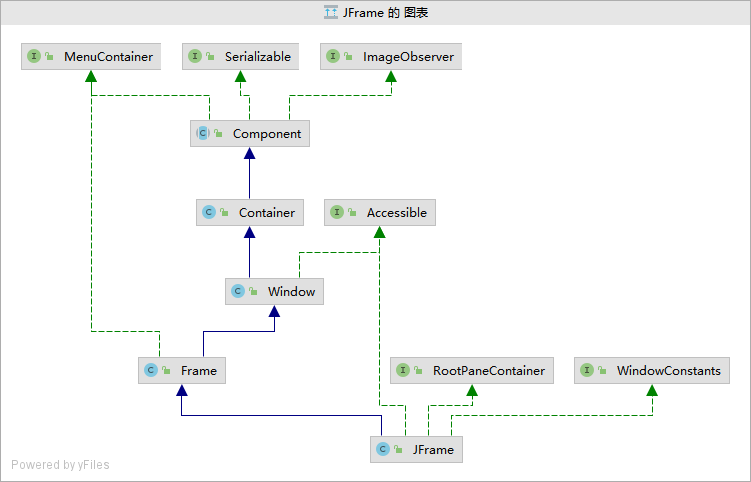 JFrame 的 图表
I MenuContainer
I Serializable
I ImageObserver
C Component
C Container
I Accessible
C Window
C Frame
I RootPaneContainer
I WindowConstants
C JFrame
Powered by yFiles